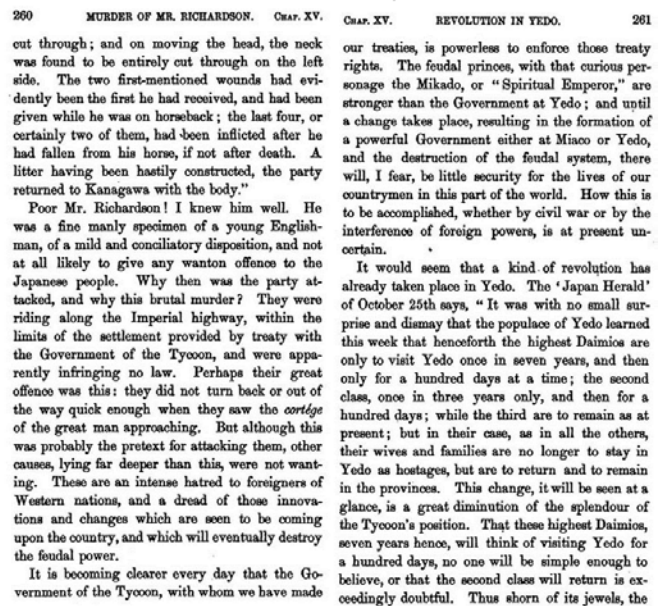 260 MURDER OF MR. RICHARDSON. CHAP. XV.
cut through; and on moving the head, the neck
was found to be entirely cut through on the left
side. The two first-mentioned wounds had evi-
dently been the first he had received, and had been
given while he was on horseback; the last four, or
certainly two of them, had been inflicted after he
had fallen from his horse, if not after death. A
litter having been hastily constructed, the party
returned to Kanagawa with the body."
Poor Mr. Richardson! I knew him well. He
was a fine manly specimen of a young English-
man, of a mild and conciliatory disposition, and not
at all likely to give any wanton offence to the
Japanese people. Why then was the party at-
tacked, and why this brutal murder? They were
riding along the Imperial highway, within the
limits of the settlement provided by treaty with
the Government of the Tycoon, and were appa-
rently infringing no law. Perhaps their great
offence was this: they did not turn back or out of
the way quick enough when they saw the cortége
of the great man approaching. But although this
was probably the pretext for attacking them, other
causes, lying far deeper than this, were not want-
ing. These are an intense hatred to foreigners of
Western nations, and a dread of those innova-
tions and changes which are seen to be coming
upon the country, and which will eventually destroy
the feudal power.
It is becoming clearer every day that the Go-
vernment of the Tycoon, with whom we have made
CHAP. XV. REVOLUTION IN YEDO. 261
our treaties, is powerless to enforce those treaty
rights. The feudal princes, with that curious per-
sonage the Mikado, or "Spiritual Emperor," are
stronger than the Government at Yedo; and until
a change takes place, resulting in the formation of
a powerful Government either at Miaco or Yedo,
and the destruction of the feudal system, there
will, I fear, be little security for the lives of our
countrymen in this part of the world. How this is
to be accomplished, whether by civil war or by the
interference of foreign powers, is at present un-
certain.
It would seem that a kind of revolution has
already taken place in Yedo. The 'Japan Herald'
of October 25th says, "It was with no small sur-
prise and dismay that the populace of Yedo learned
this week that henceforth the highest Daimios are
only to visit Yedo once in seven years, and then
only for a hundred days at a time; the second
class, once in three years only, and then for a
hundred days; while the third are to remain as at
present; but in their case, as in all the others,
their wives and families are no longer to stay in
Yedo as hostages, but are to return and to remain
in the provinces. This change, it will be seen at a
glance, is a great diminution of the splendour of
the Tycoon's position. That these highest Daimios,
seven years hence, will think of visiting Yedo for
a hundred days, no one will be simple enough to
believe, or that the second class will return is ex-
ceedingly doubtful. Thus shorn of its jewels, the